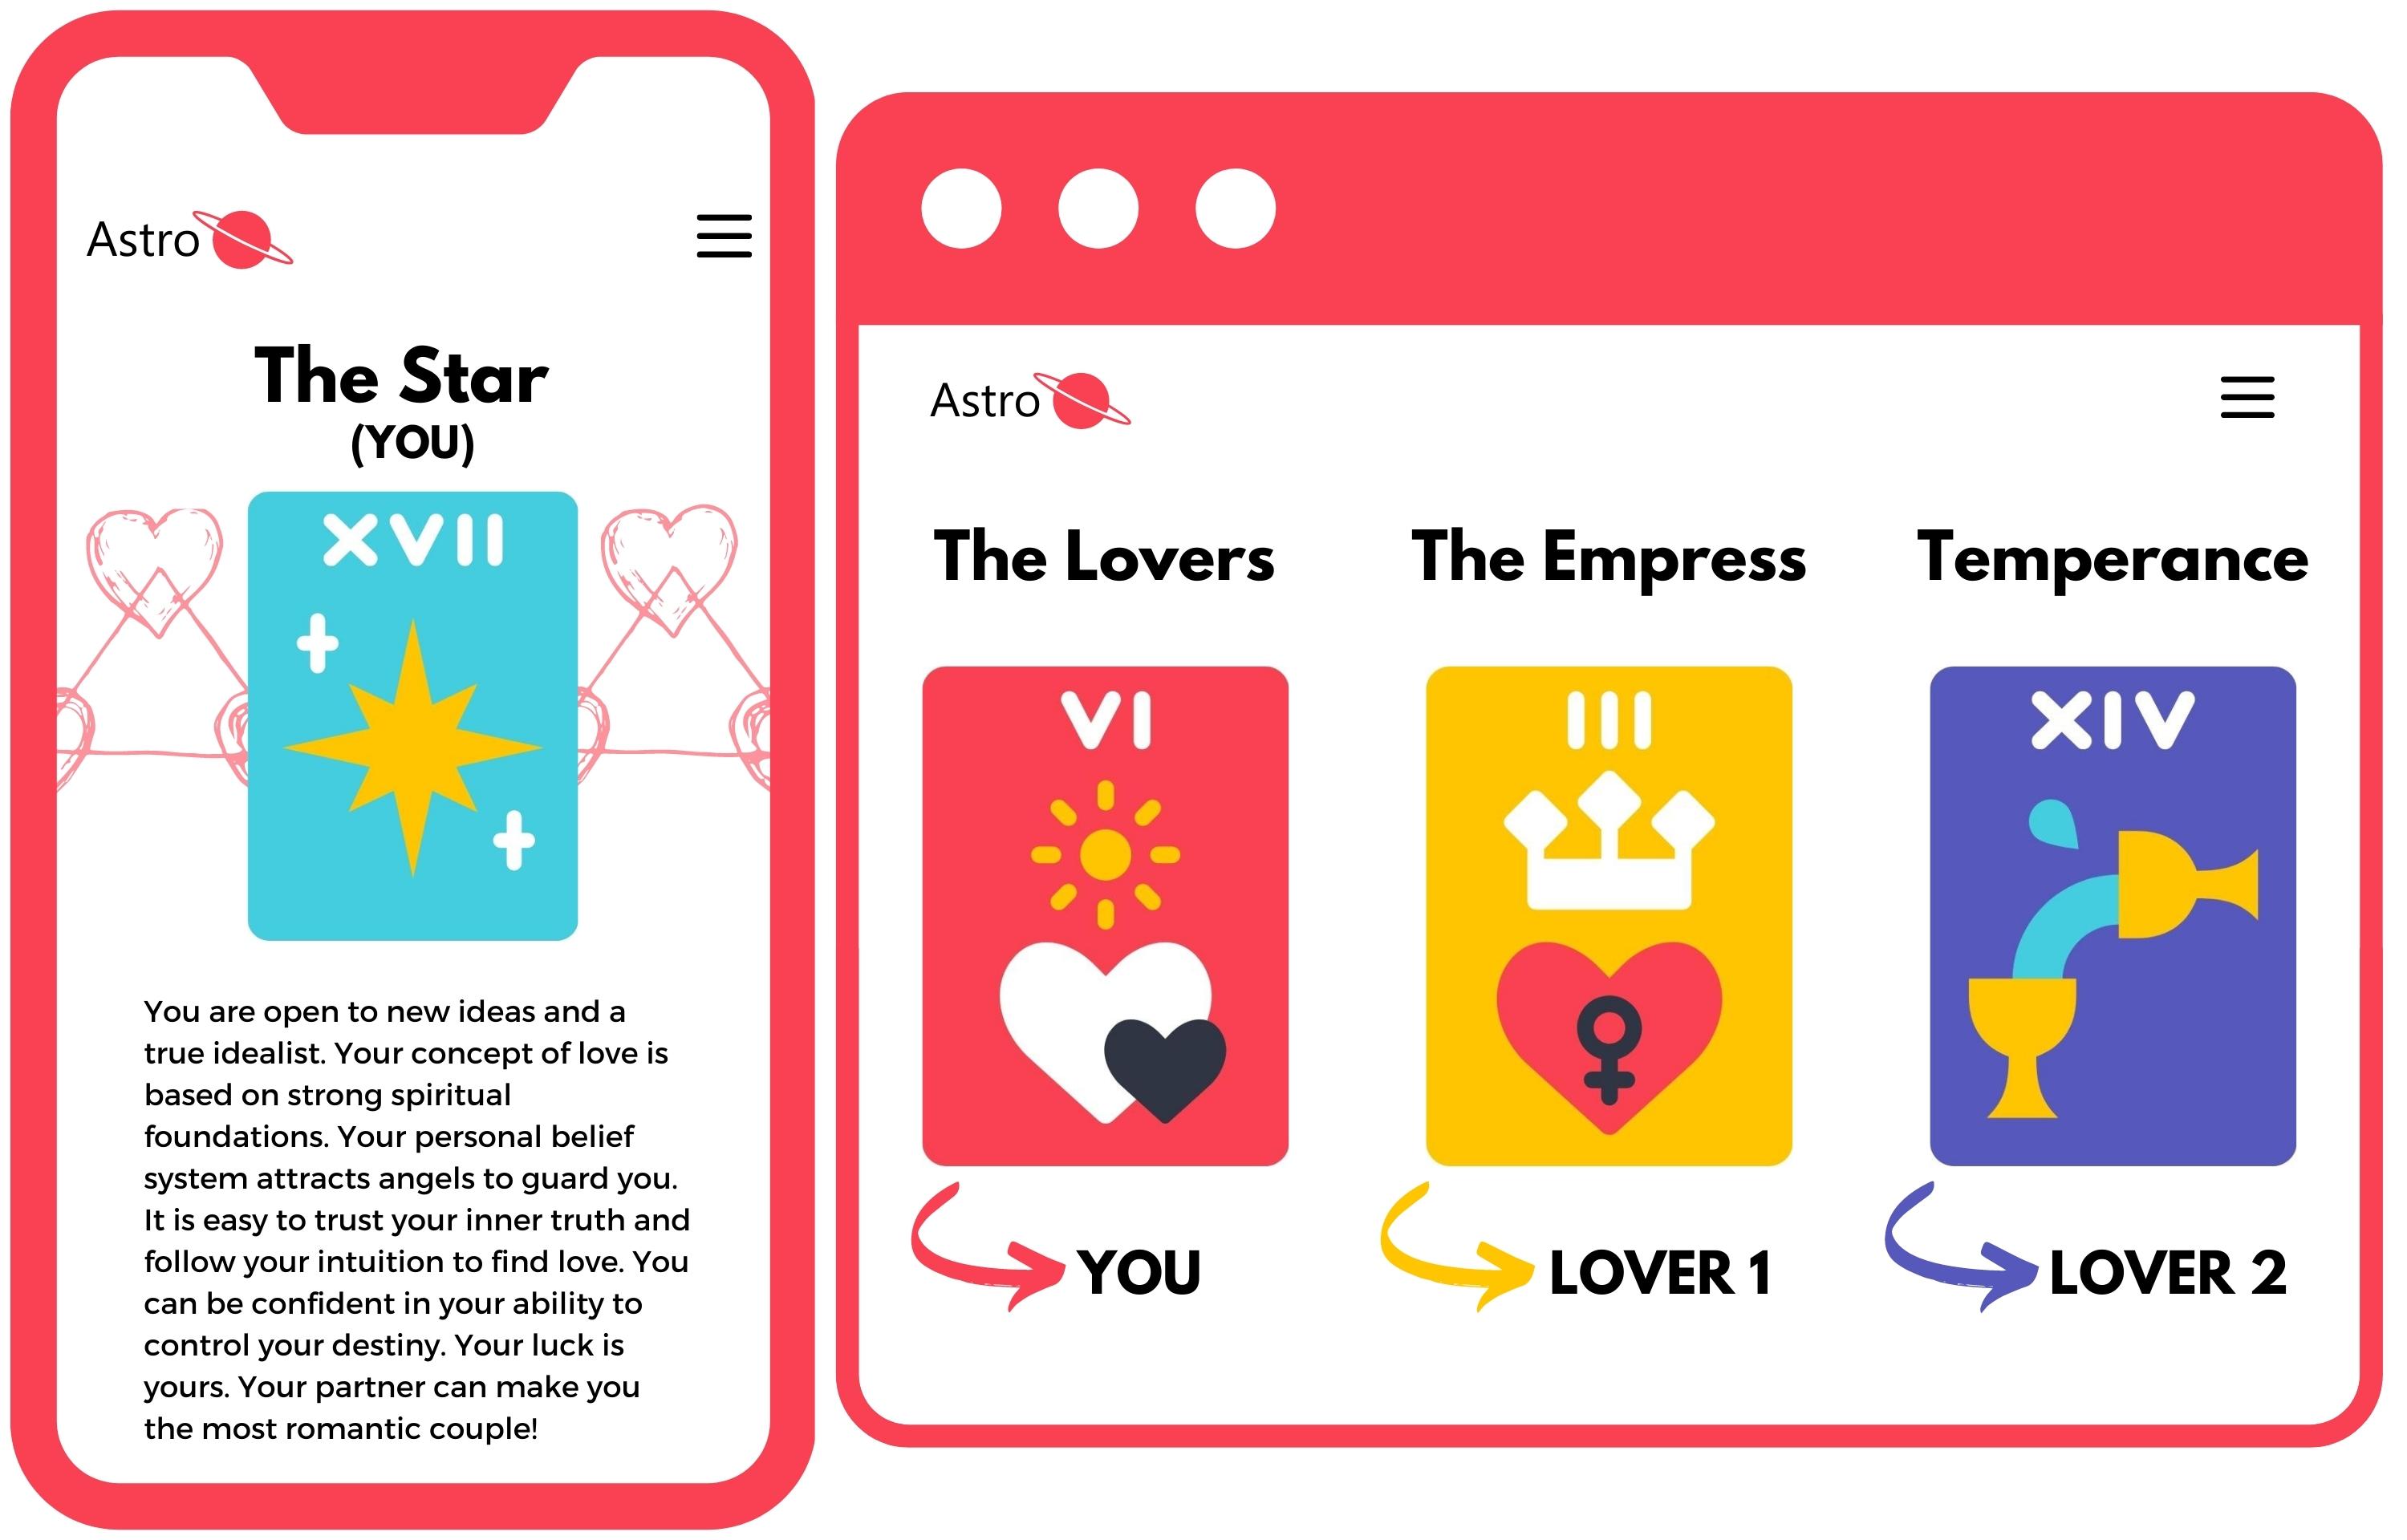 Astro
The Star
(YOU)
XVII
You are open to new ideas and a
true idealist. Your concept of love is
based on strong spiritual
foundations. Your personal belief
system attracts angels to guard you.
It is easy to trust your inner truth and
follow your intuition to find love. You
can be confident in your ability to
control your destiny. Your luck is
yours. Your partner can make you
the most romantic couple!
Astro
The Lovers
The Empress
Temperance
VI
III
XIV
YOU
LOVER 1
LOVER 2